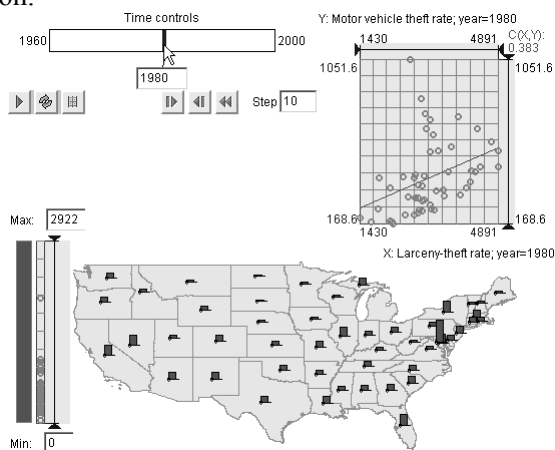 on.
Time controls
1960
2000
1980
Step 10
Y: Motor vehicle theft rate; year=1980
1430 4891
C(X,Y):
0.383
1051.6 1051.6
168.6 168.6
1430 4891
X: Larceny-theft rate; year=1980
Max: 2922
Min: 0